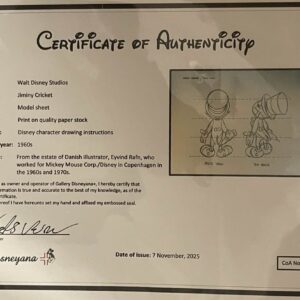 Certificate of Authenticity
Walt Disney Studios
Jiminy Cricket
Model sheet
Print on quality paper stock
Disney character drawing instructions
year: 1960s
From the estate of Danish illustrator, Eyvind Rafn, who
worked for Mickey Mouse Corp./Disney in Copenhagen in
the 1960s and 1970s.
as owner and operator of Gallery Disneyana, I hereby certify that
formation is true and accurate to the best of my knowledge, as of the
ertificate.
hereof I have hereunto set my hand and affixed my embossed seal.
sneyana
Date of issue: 7 November, 2025
CoA No